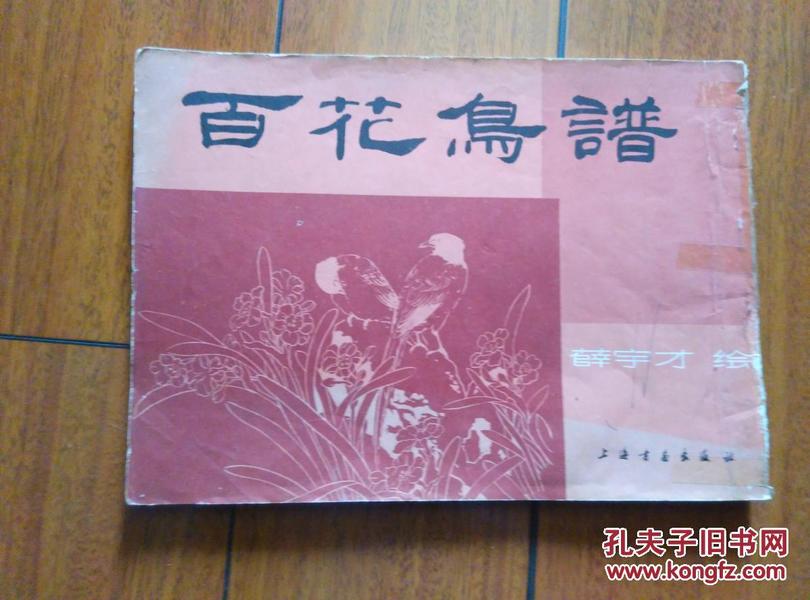 百花鳥譜
薛宇才 绘
上海书画出版社
孔夫子旧书网
www.kongfz.com